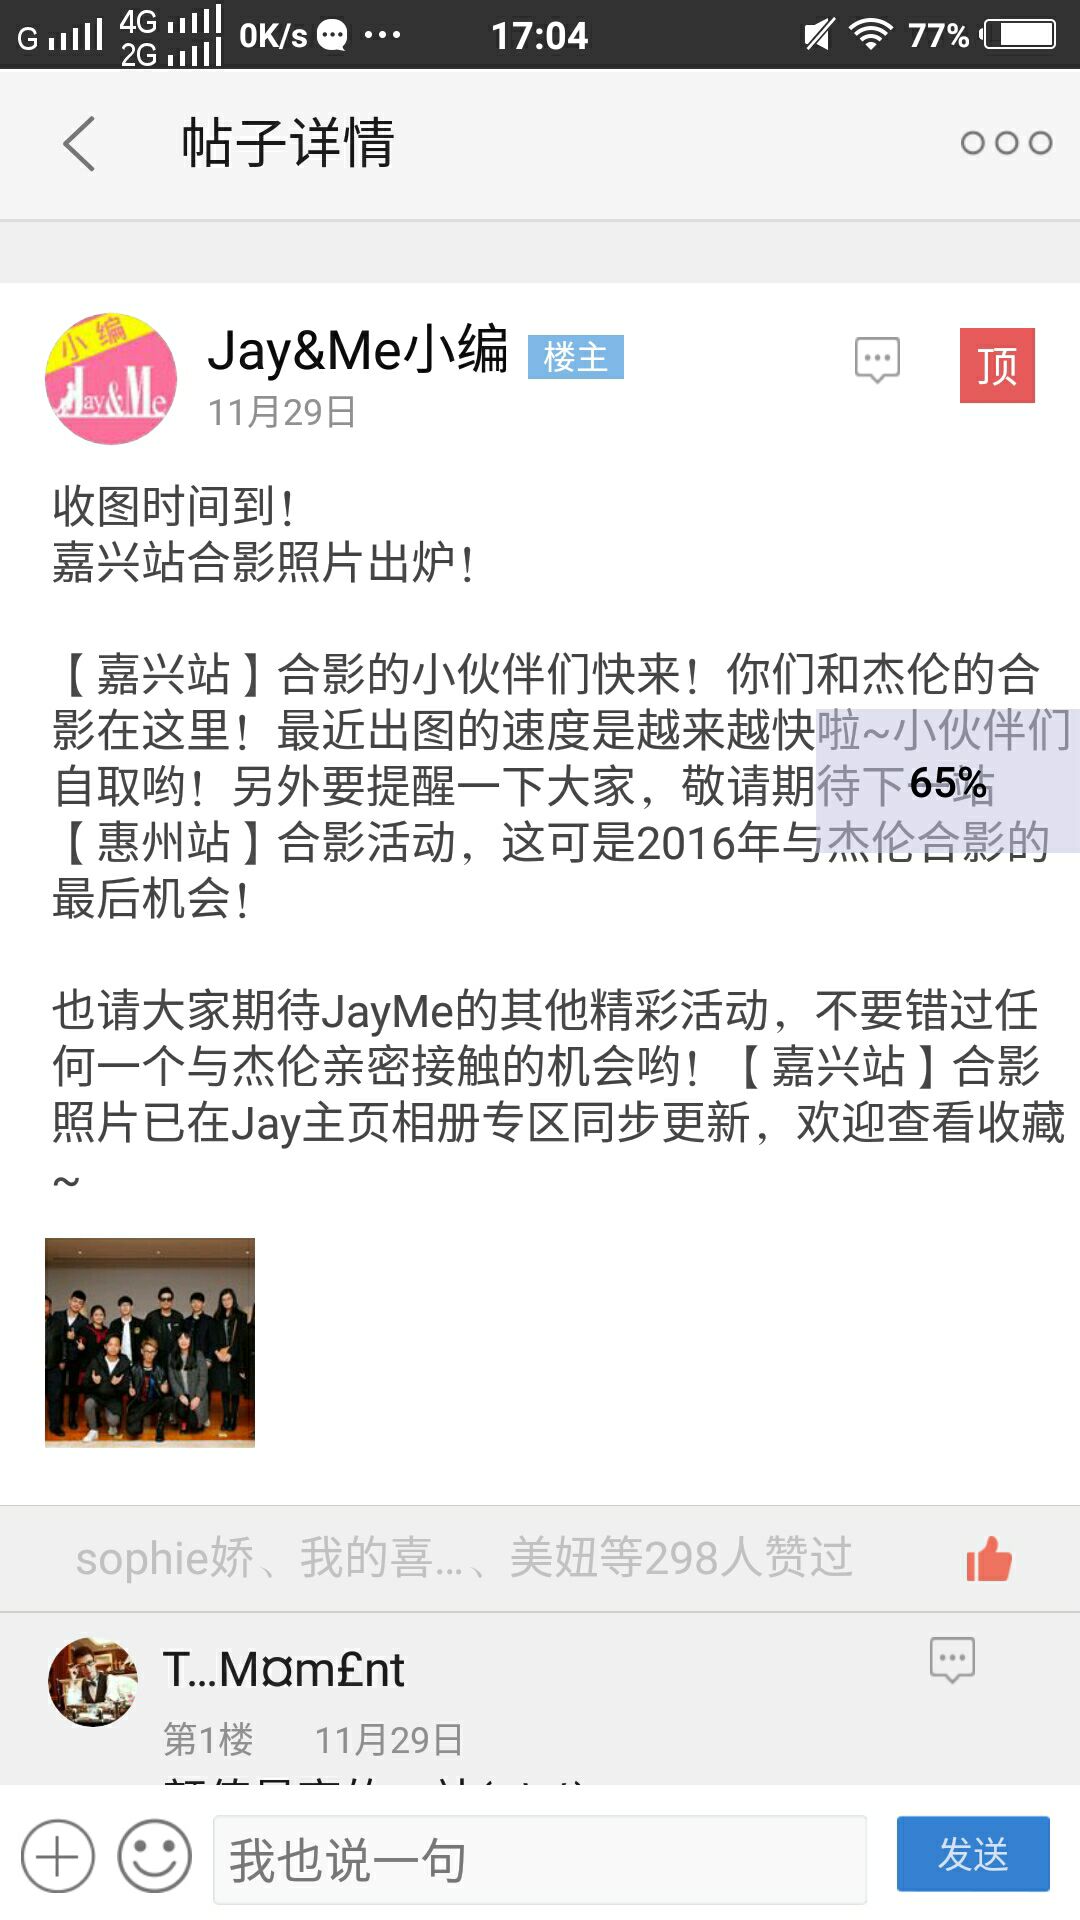 G 4G 2G 0K/s 17:04 77%
帖子详情
小编
Jay&Me
Jay&Me小编 楼主 顶
11月29日
收图时间到！
嘉兴站合影照片出炉！
【嘉兴站】合影的小伙伴们快来！你们和杰伦的合
影在这里！最近出图的速度是越来越快啦~小伙伴们
自取哟！另外要提醒一下大家，敬请期待下一站
65%
【惠州站】合影活动，这可是2016年与杰伦合影的
最后机会！
也请大家期待JayMe的其他精彩活动，不要错过任
何一个与杰伦亲密接触的机会哟！【嘉兴站】合影
照片已在Jay主页相册专区同步更新，欢迎查看收藏
~
sophie娇、我的喜...、美妞等298人赞过
T...M¤m£nt
第1楼 11月29日
我也说一句
发送